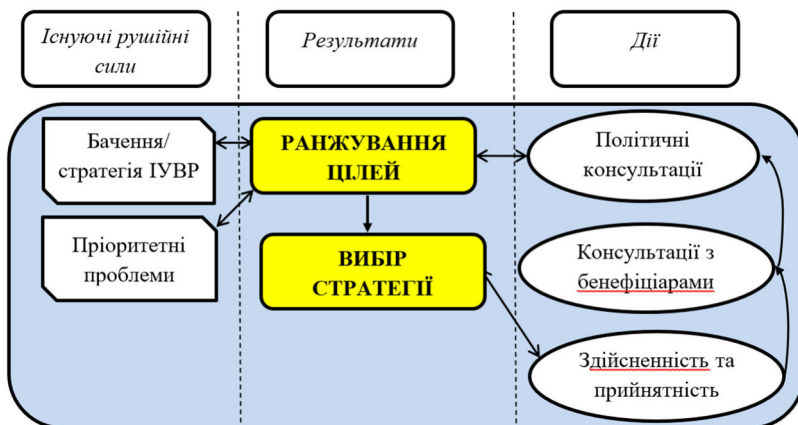 Існуючі рушійні
сили
Результати
Дії
Бачення/
стратегія ІУВР
РАНЖУВАННЯ
ЦІЛЕЙ
Політичні
консультації
Пріоритетні
проблеми
ВИБІР
СТРАТЕГІЇ
Консультації з
бенефіціарами
Здійсненність та
прийнятність